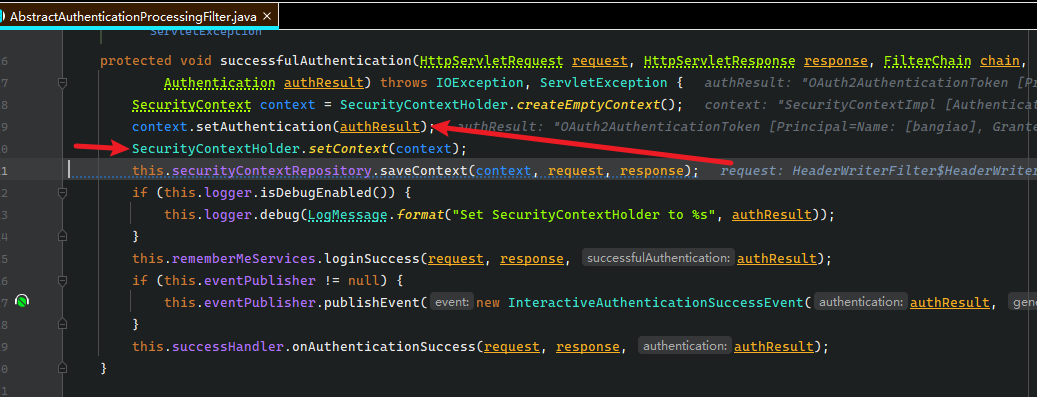 AbstractAuthenticationProcessingFilter.java ×
ServletException
6 protected void successfulAuthentication(HttpServletRequest request, HttpServletResponse response, FilterChain chain,
7 Authentication authResult) throws IOException, ServletException { authResult: "OAuth2AuthenticationToken [Pr
8 SecurityContext context = SecurityContextHolder.createEmptyContext(); context: "SecurityContextImpl [Authentica
9 context.setAuthentication(authResult); authResult: "OAuth2AuthenticationToken [Principal=Name: [bangiao], Grante
0 SecurityContextHolder.setContext(context);
1 this.securityContextRepository.saveContext(context, request, response); request: HeaderWriterFilter$HeaderWriter
2 if (this.logger.isDebugEnabled()) {
3 this.logger.debug(LogMessage.format("Set SecurityContextHolder to %s", authResult));
4 }
5 this.rememberMeServices.loginSuccess(request, response, successfulAuthentication: authResult);
6 if (this.eventPublisher != null) {
7 this.eventPublisher.publishEvent( event: new InteractiveAuthenticationSuccessEvent( authentication: authResult, gene
8 }
9 this.successHandler.onAuthenticationSuccess(request, response, authentication: authResult);
0 }
1